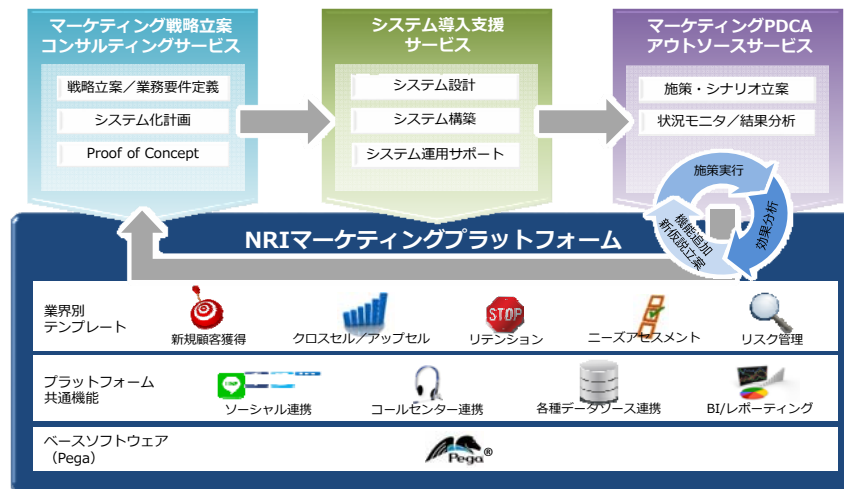 マーケティング戦略立案
コンサルティングサービス
戦略立案／業務要件定義
システム化計画
Proof of Concept
システム導入支援
サービス
システム設計
システム構築
システム運用サポート
マーケティングPDCA
アウトソースサービス
施策・シナリオ立案
状況モニタ／結果分析
施策実行
効果分析
機能追加
新仮説立案
NRIマーケティングプラットフォーム
業界別
テンプレート
STOP
新規顧客獲得
クロスセル／アップセル
リテンション
ニーズアセスメント
リスク管理
プラットフォーム
共通機能
LINE
ソーシャル連携
コールセンター連携
各種データソース連携
BI/レポーティング
ベースソフトウェア
（Pega）
Pega®